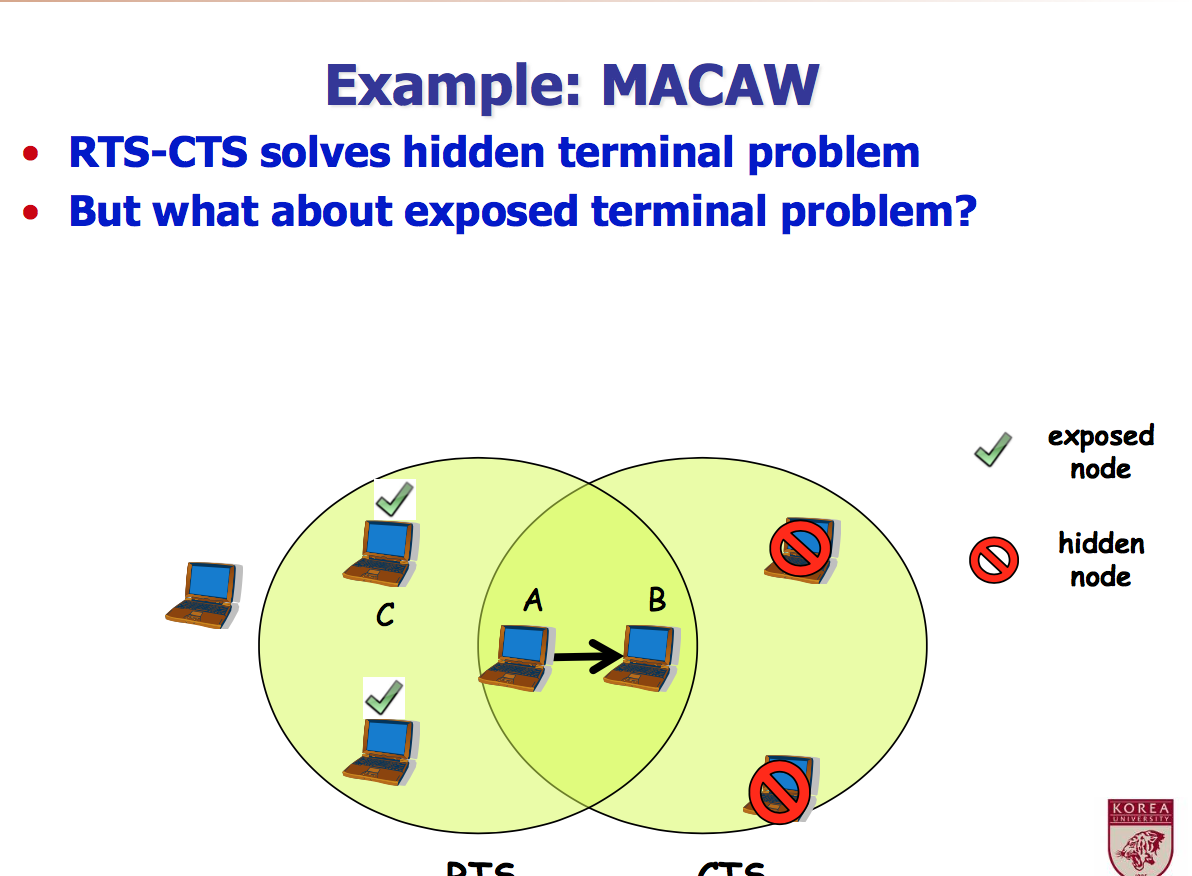 Example: MACAW
• RTS-CTS solves hidden terminal problem
• But what about exposed terminal problem?
exposed
node
hidden
node
A
B
C
RTS
CTS
KOREA
UNIVERSITY